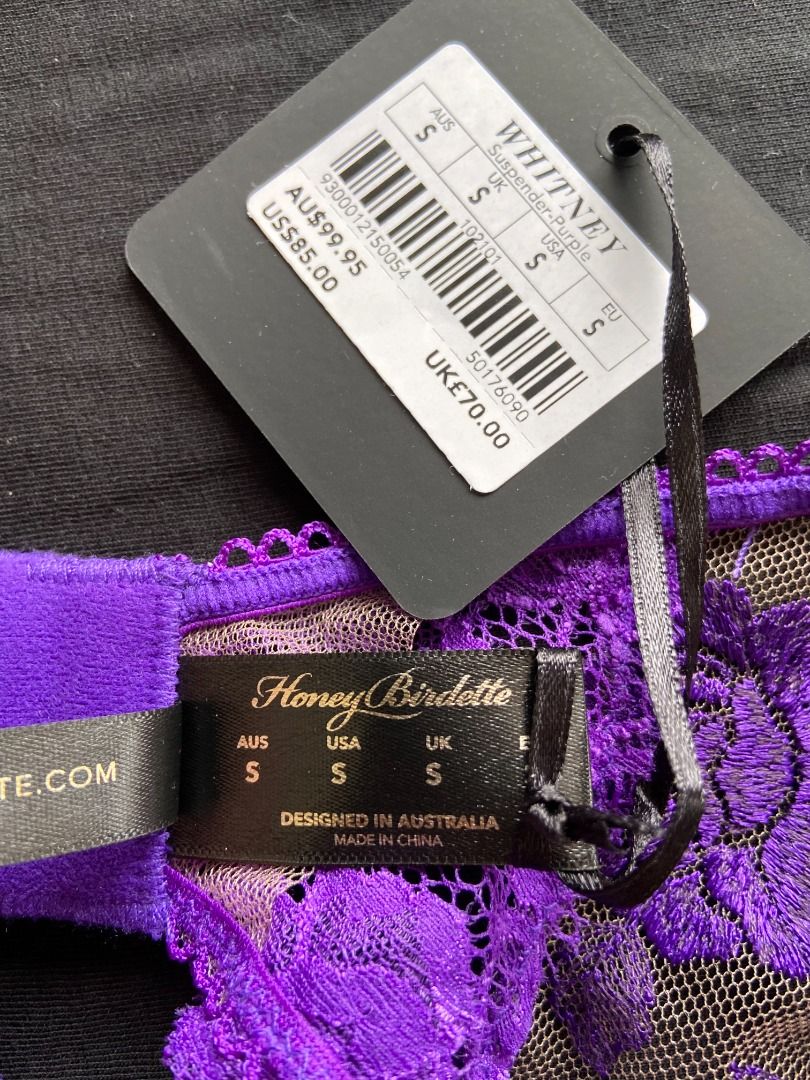 WHITNEY
Suspender-Purple
AUS UK USA EU
S S S S
102101
9300012150054 50176090
AU$99.95
US$85.00
UK£70.00
Honey Birdette
AUS USA UK
S S S
DESIGNED IN AUSTRALIA
MADE IN CHINA
TE.COM